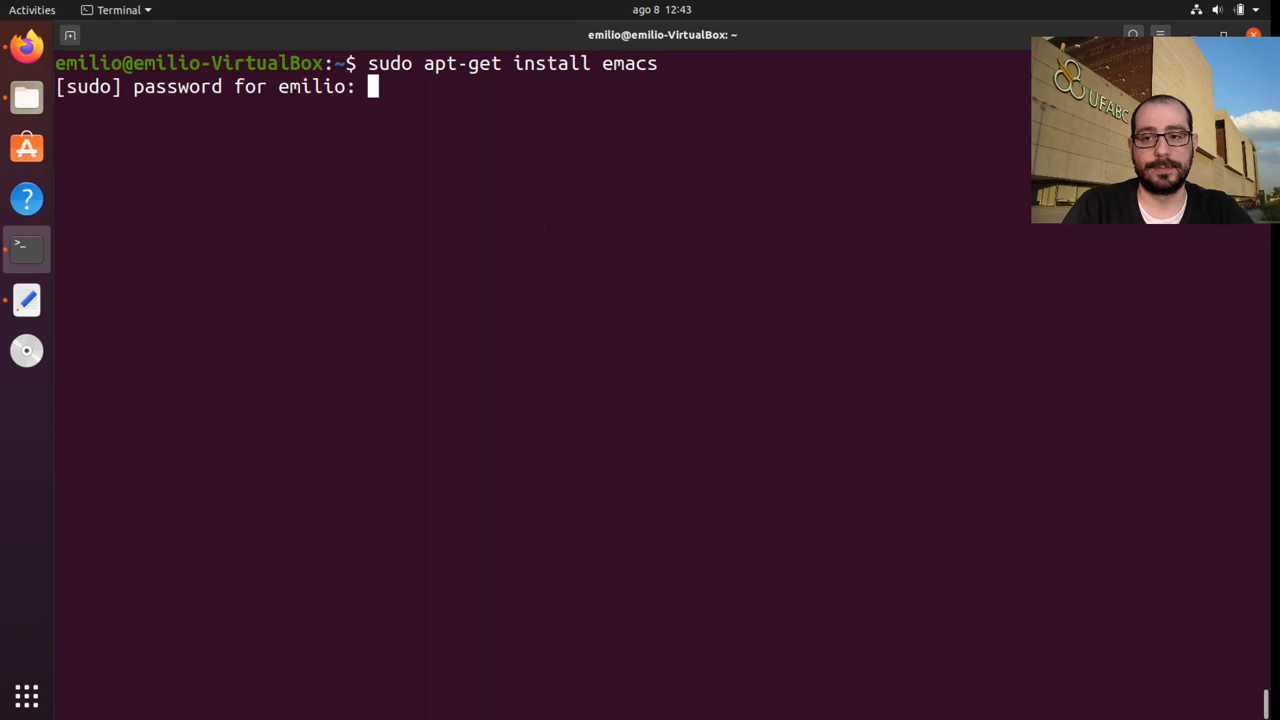 Activities
Terminal
ago 8 12:43
emilio@emilio-VirtualBox: ~
emilio@emilio-VirtualBox:~$ sudo apt-get install emacs
[sudo] password for emilio:
UFABC